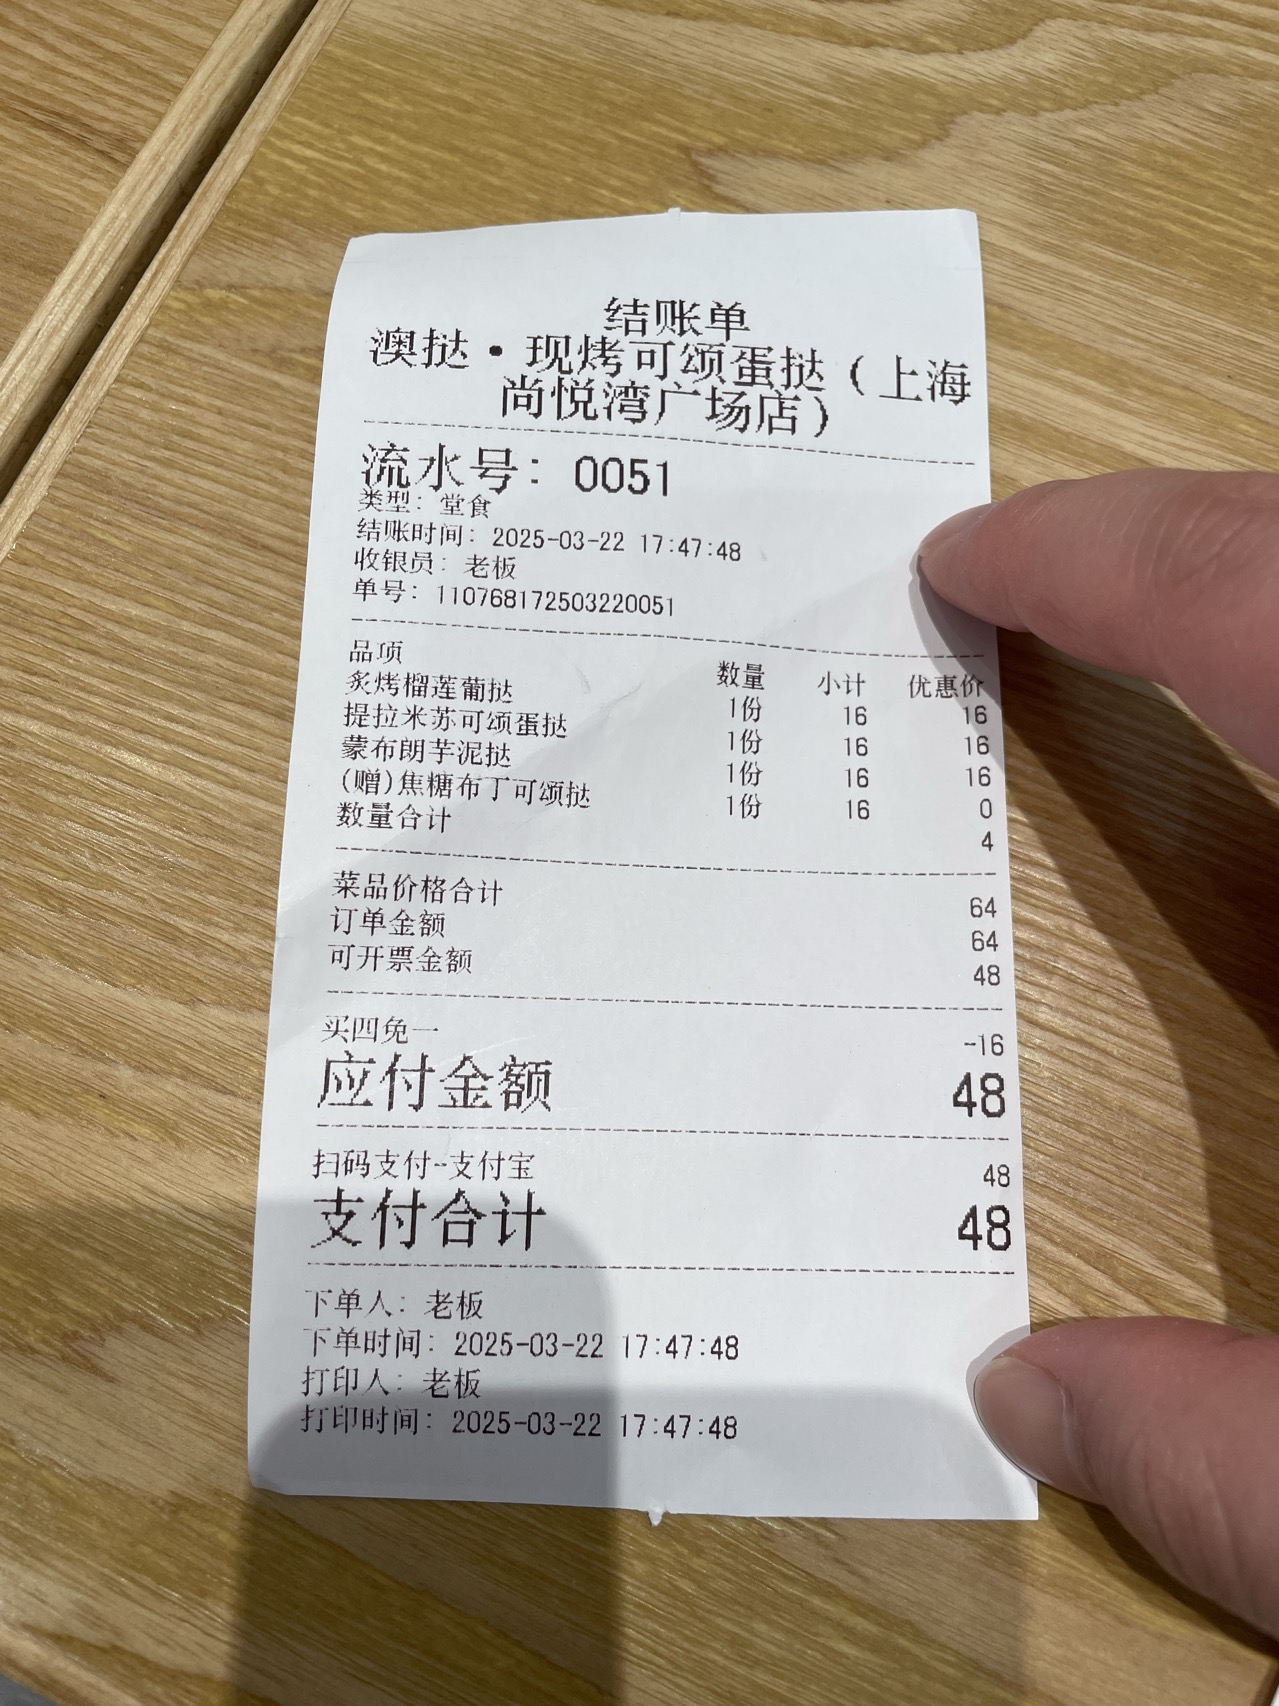 结账单
澳挞·现烤可颂蛋挞（上海
尚悦湾广场店）
流水号：0051
类型：堂食
结账时间：2025-03-22 17:47:48
收银员：老板
单号：110768172503220051
品项 数量 小计 优惠价
炙烤榴莲葡挞 1份 16 16
提拉米苏可颂蛋挞 1份 16 16
蒙布朗芋泥挞 1份 16 16
(赠)焦糖布丁可颂挞 1份 16 0
数量合计 4
菜品价格合计 64
订单金额 64
可开票金额 48
买四免一 -16
应付金额 48
扫码支付-支付宝 48
支付合计 48
下单人：老板
下单时间：2025-03-22 17:47:48
打印人：老板
打印时间：2025-03-22 17:47:48